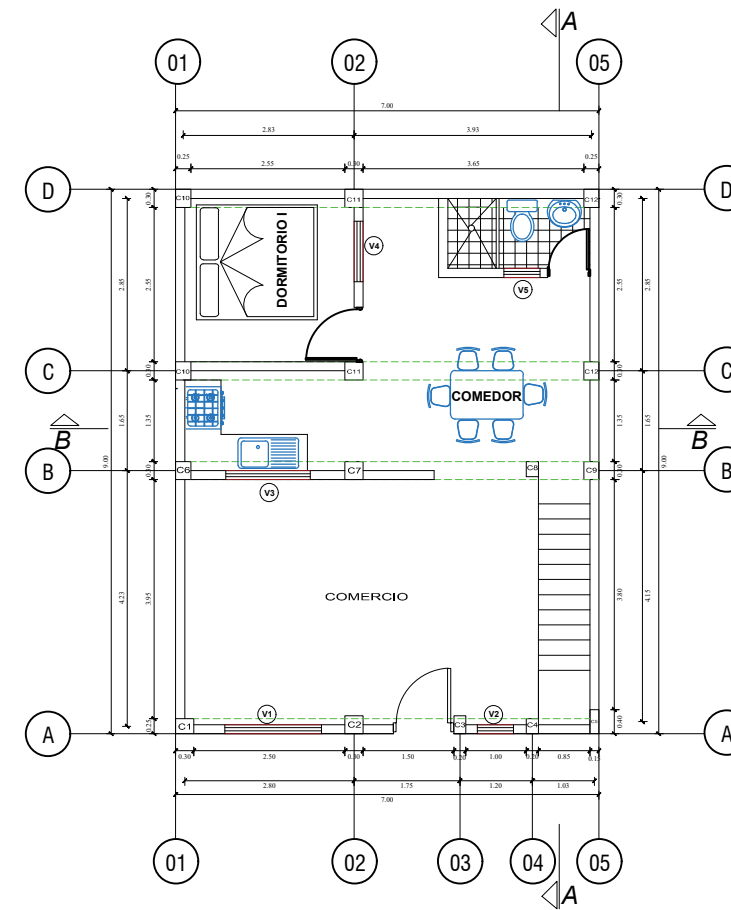 A
01 02 05
7.00
2.83 3.93
0.25 2.55 0.30 3.65 0.25
D D
C10 C11 C12
0.30 0.30
DORMITORIO I
V4
V5
2.85 2.55 2.55 2.85
C C
C10 C11 C12
0.30 0.30
COMEDOR
1.65 1.35 1.35 1.65
B B
9.00 9.00
B B
C6 C7 C8 C9
0.30 0.30
V3
COMERCIO
4.23 3.95 3.80 4.15
V1 V2
A A
C1 C2 C3 C4
0.25 0.40
0.30 2.50 0.30 1.50 0.20 1.00 0.20 0.85 0.15
2.80 1.75 1.20 1.03
7.00
01 02 03 04 05
A